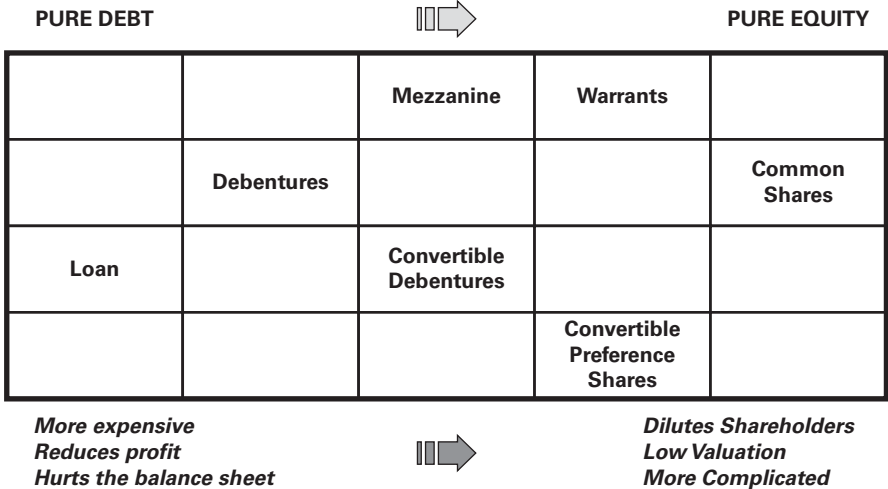 PURE DEBT
PURE EQUITY
Mezzanine
Warrants
Debentures
Common
Shares
Loan
Convertible
Debentures
Convertible
Preference
Shares
More expensive
Reduces profit
Hurts the balance sheet
Dilutes Shareholders
Low Valuation
More Complicated